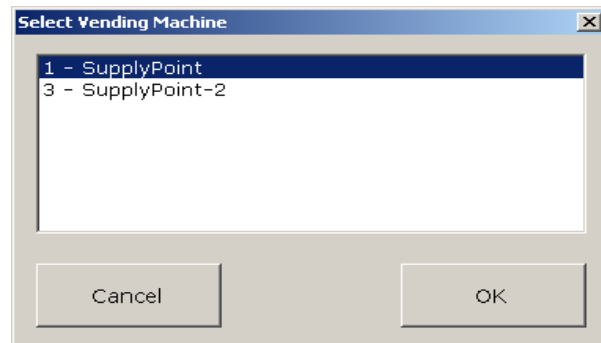 Select Vending Machine
1 - SupplyPoint
3 - SupplyPoint-2
Cancel
OK